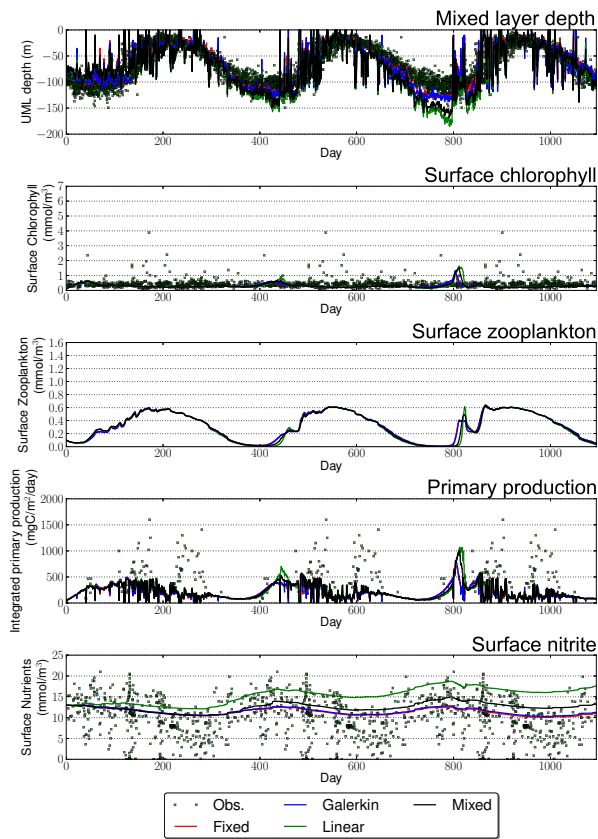 Mixed layer depth
UML depth (m)
0
−50
−100
−150
−200
0 200 400 600 800 1000
Day
Surface chlorophyll
Surface Chlorophyll
(mmol/m³)
7
6
5
4
3
2
1
0
0 200 400 600 800 1000
Day
Surface zooplankton
Surface Zooplankton
(mmol/m³)
1.6
1.4
1.2
1.0
0.8
0.6
0.4
0.2
0.0
0 200 400 600 800 1000
Day
Primary production
Integrated primary production
(mgC/m²/day)
2000
1500
1000
500
0
0 200 400 600 800 1000
Day
Surface nitrite
Surface Nutrients
(mmol/m³)
25
20
15
10
5
0
0 200 400 600 800 1000
Day
Obs. Galerkin Mixed
Fixed Linear